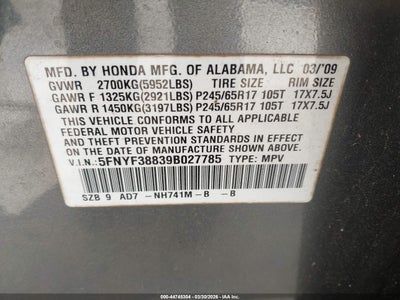 MFD. BY HONDA MFG. OF ALABAMA, LLC 03/'09
GVWR 2700KG(5952LBS) TIRE SIZE RIM SIZE
GAWR F 1325KG(2921LBS) P245/65R17 105T 17X7.5J
GAWR R 1450KG(3197LBS) P245/65R17 105T 17X7.5J
THIS VEHICLE CONFORMS TO ALL APPLICABLE
FEDERAL MOTOR VEHICLE SAFETY
AND THEFT PREVENTION STANDARDS IN EFFECT
ON THE DATE OF MANUFACTURE SHOWN ABOVE.
V.I.N.: 5FNYF38839B027785 TYPE: MPV
SZB 9 AD7 -NH741M-B -B
000-44748304 - 03/30/2026 - IAA, Inc.